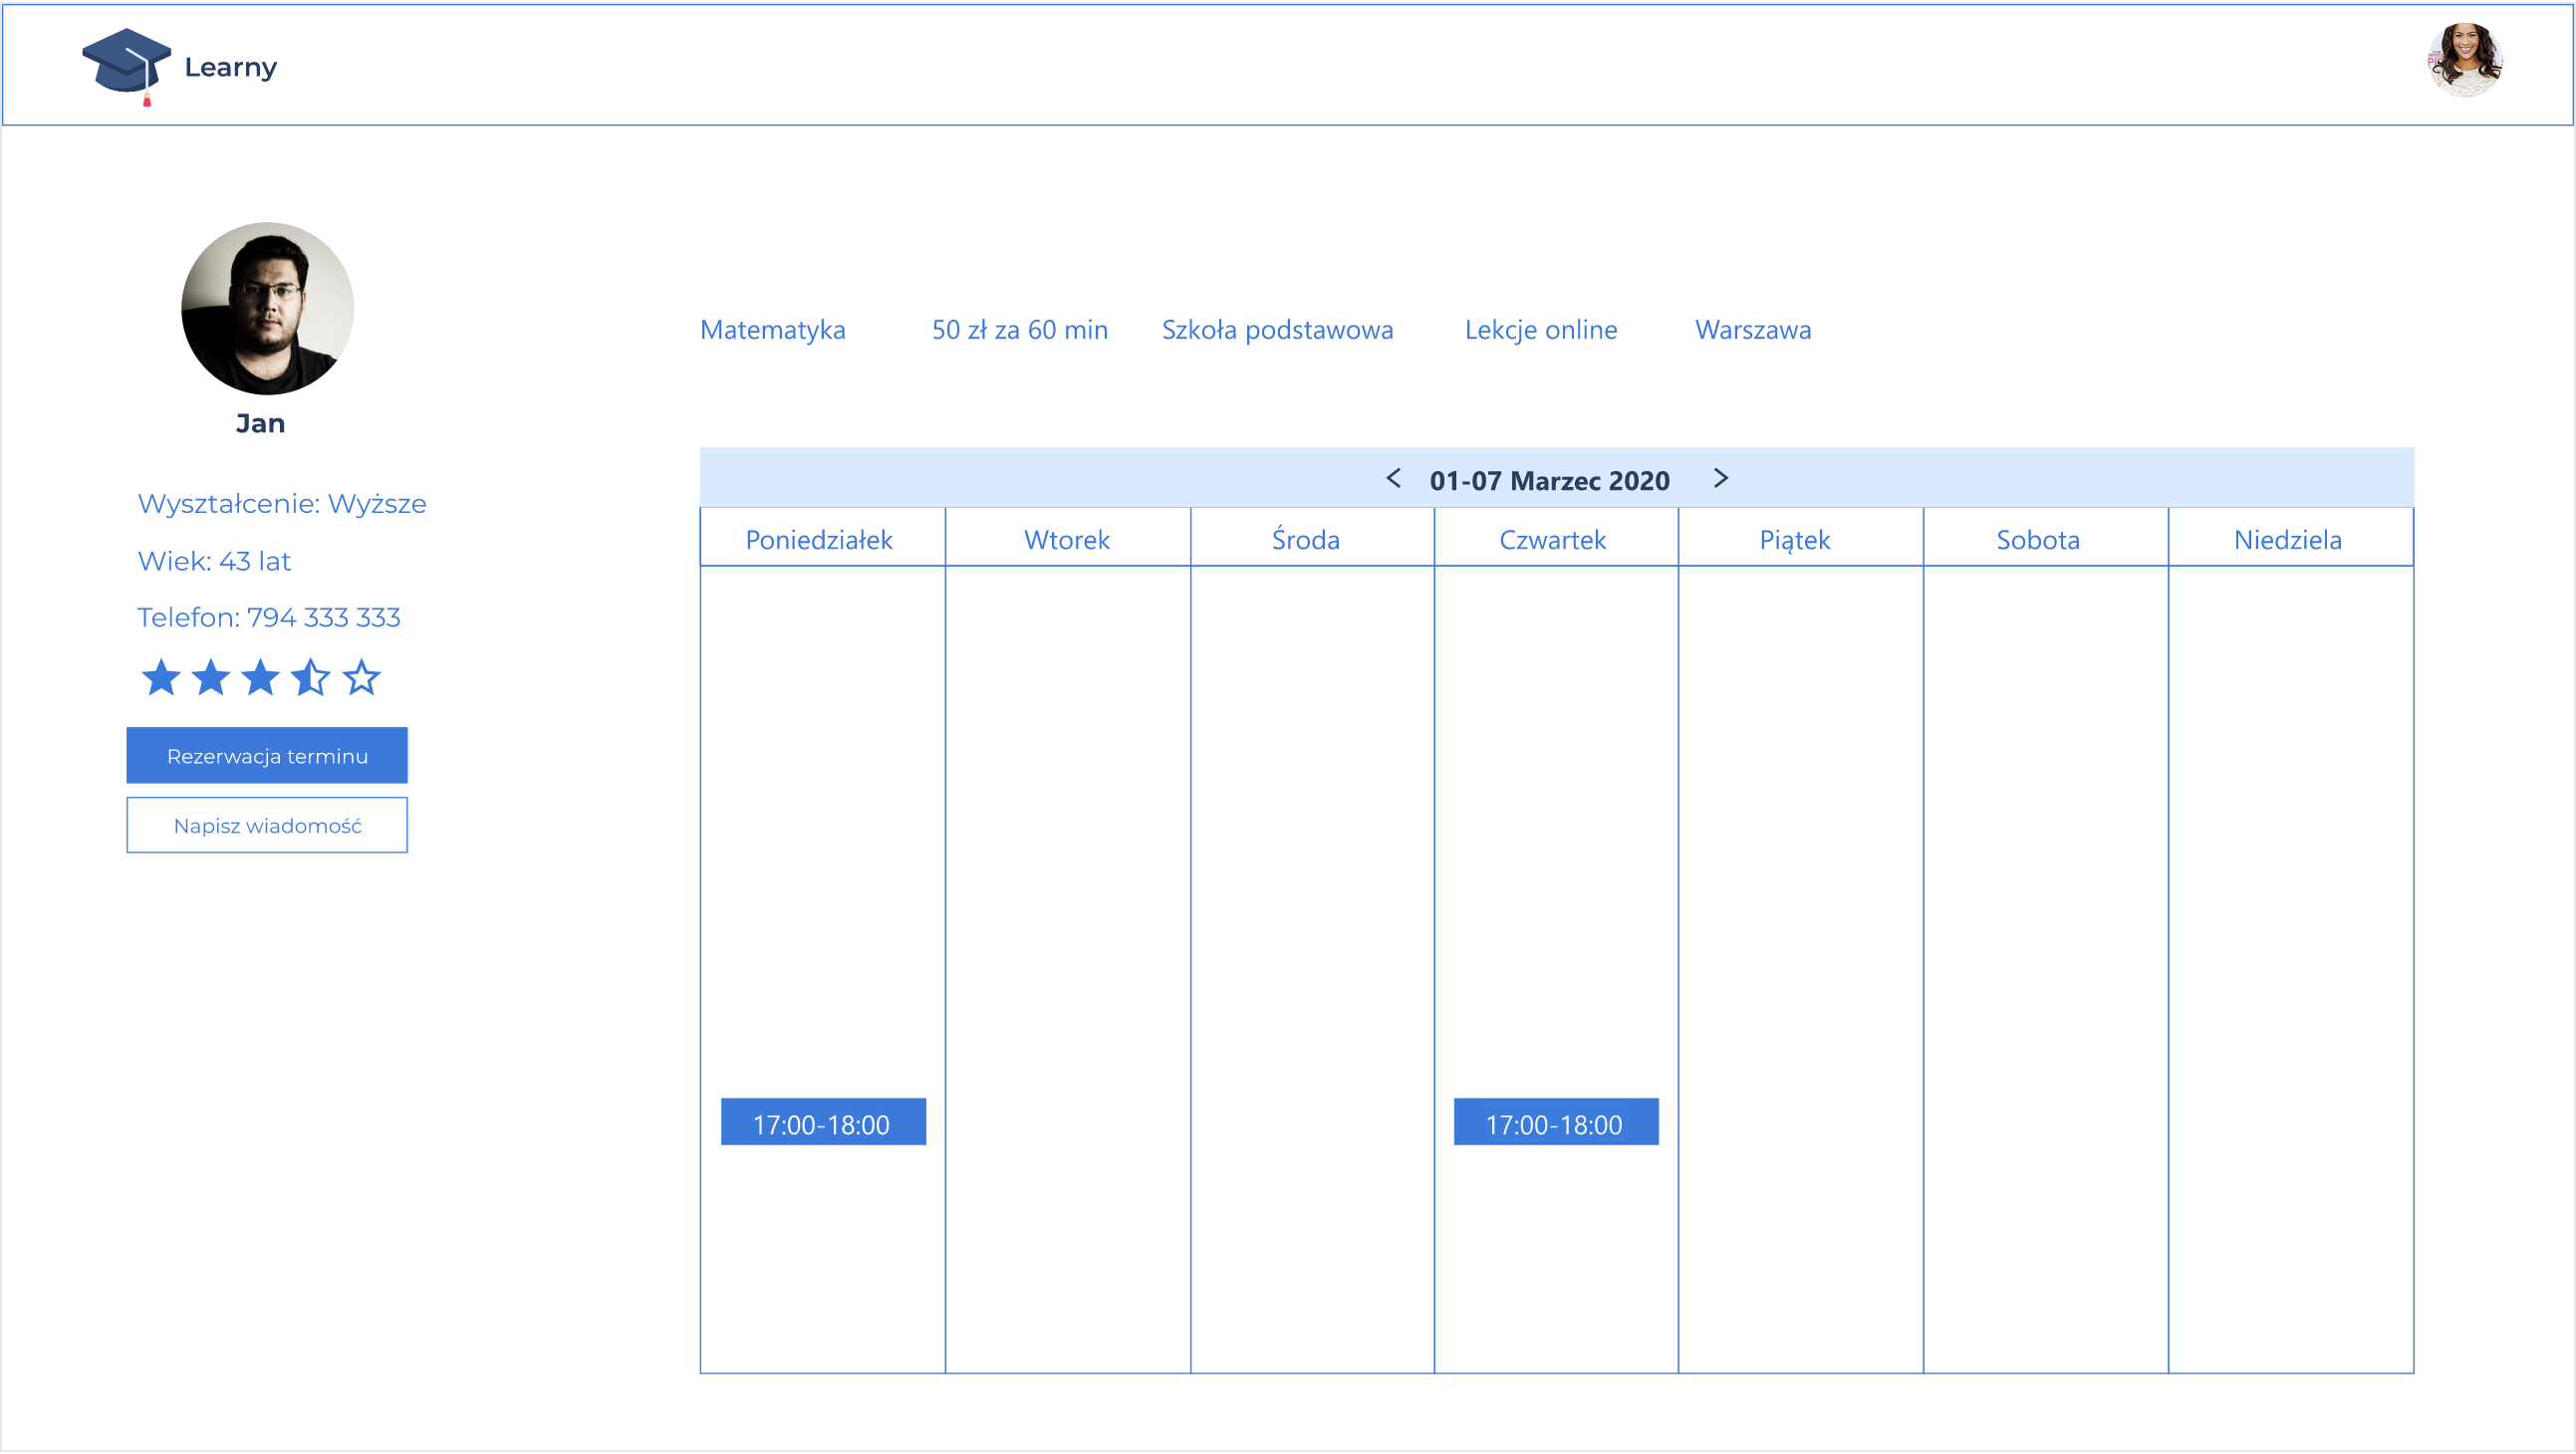 Learny
Jan
Wyształcenie: Wyższe
Wiek: 43 lat
Telefon: 794 333 333
Rezerwacja terminu
Napisz wiadomość
Matematyka 50 zł za 60 min Szkoła podstawowa Lekcje online Warszawa
< 01-07 Marzec 2020 >
Poniedziałek Wtorek Środa Czwartek Piątek Sobota Niedziela
17:00-18:00 17:00-18:00